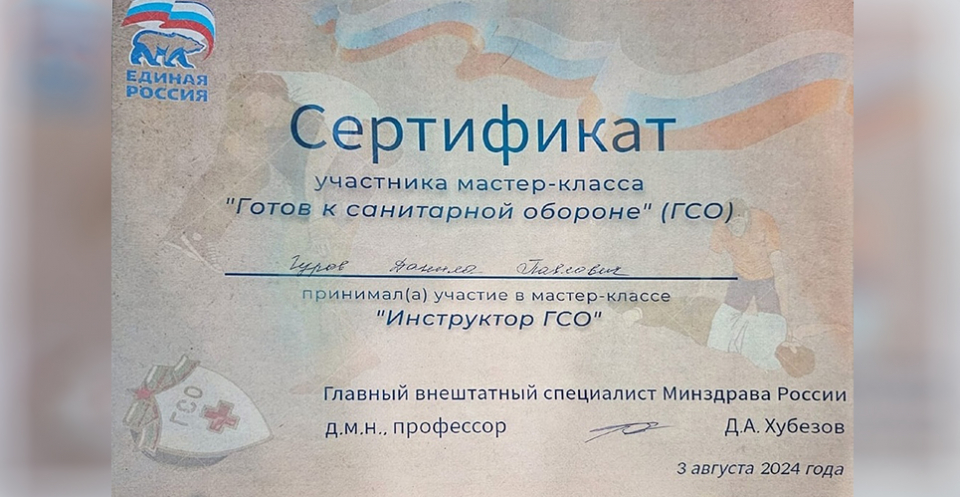 ЕДИНАЯ
РОССИЯ
Сертификат
участника мастер-класса
"Готов к санитарной обороне" (ГСО)
Гуров Данила Павлович
принимал(а) участие в мастер-классе
"Инструктор ГСО"
ГСО
Главный внештатный специалист Минздрава России
д.м.н., профессор Д.А. Хубезов
3 августа 2024 года